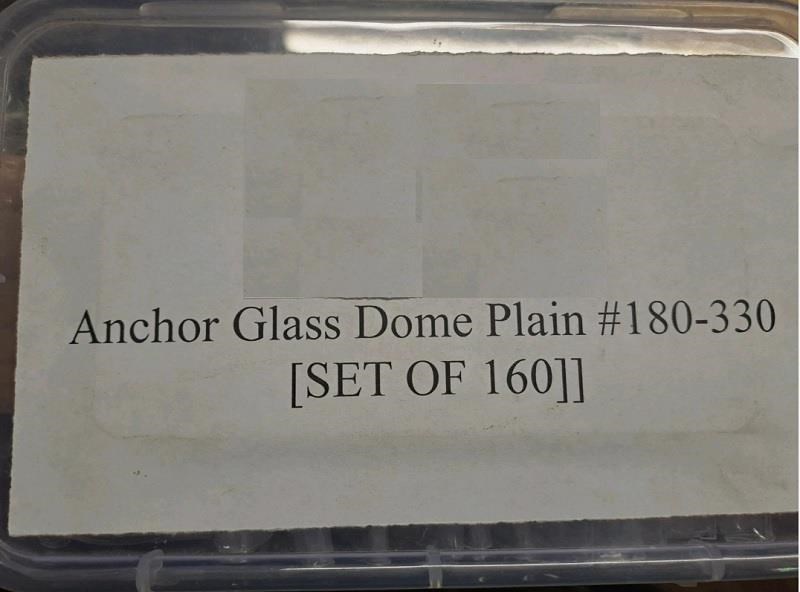 Anchor Glass Dome Plain #180-330
[SET OF 160]]